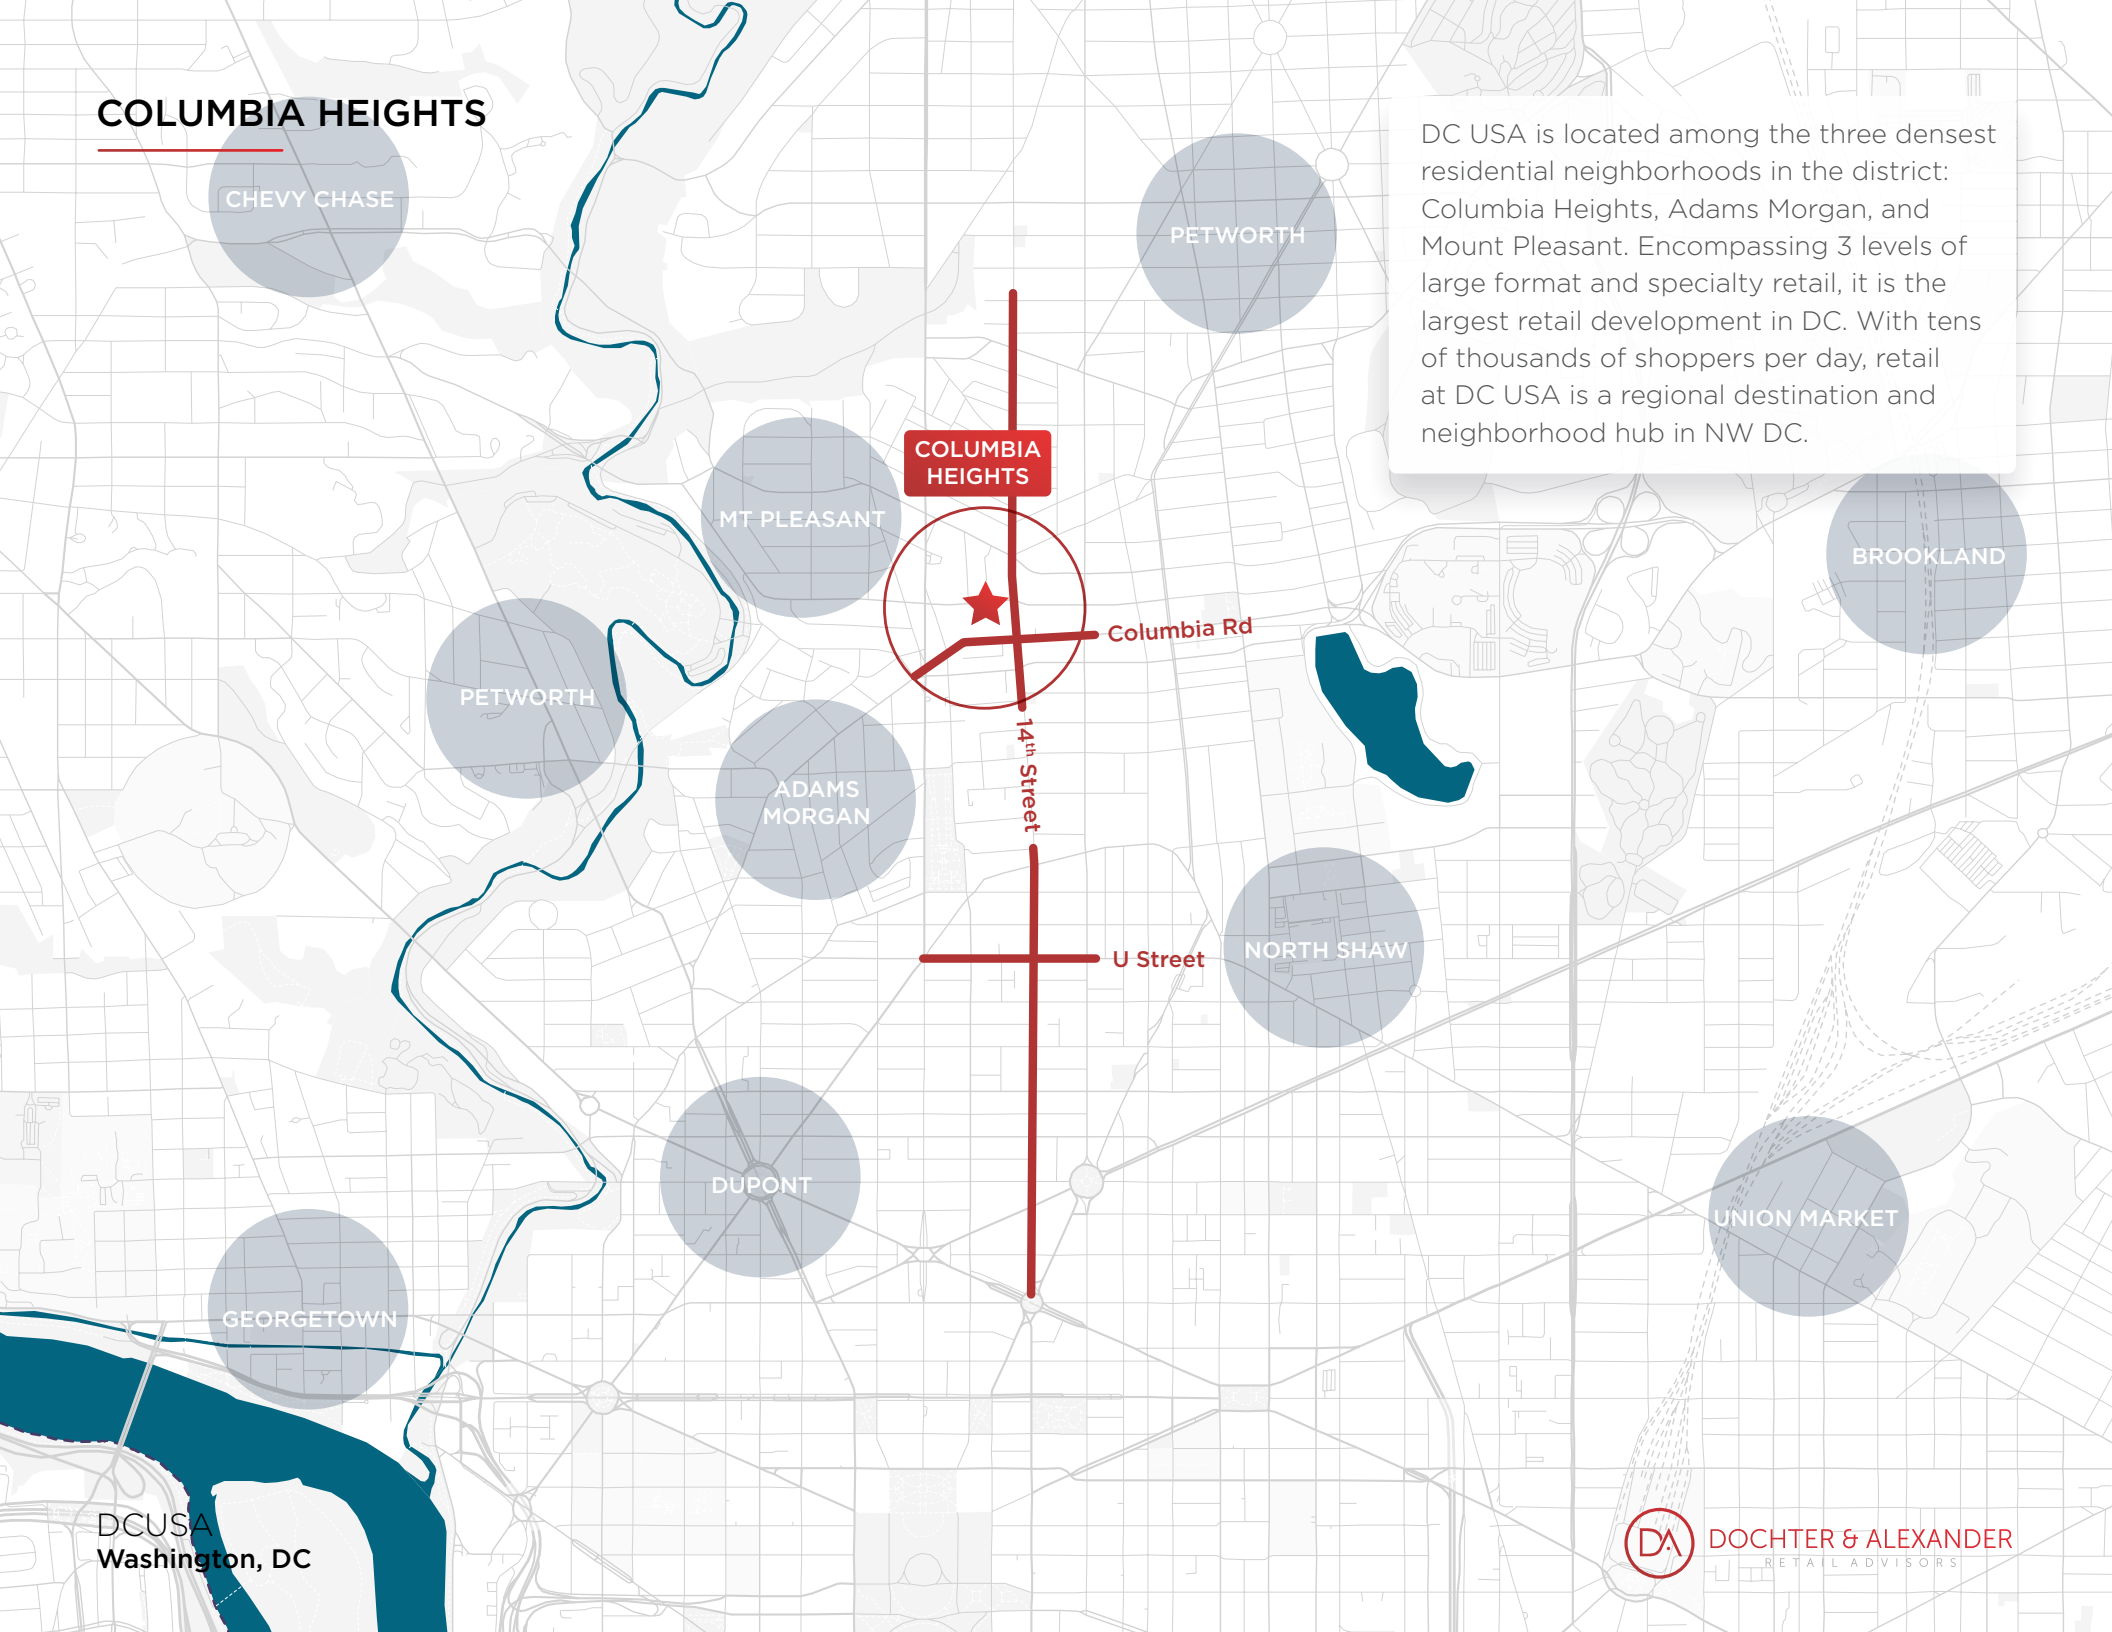 COLUMBIA HEIGHTS
CHEVY CHASE
PETWORTH
DC USA is located among the three densest
residential neighborhoods in the district:
Columbia Heights, Adams Morgan, and
Mount Pleasant. Encompassing 3 levels of
large format and specialty retail, it is the
largest retail development in DC. With tens
of thousands of shoppers per day, retail
at DC USA is a regional destination and
neighborhood hub in NW DC.
COLUMBIA
HEIGHTS
MT PLEASANT
BROOKLAND
Columbia Rd
PETWORTH
14th Street
ADAMS
MORGAN
NORTH SHAW
U Street
DUPONT
UNION MARKET
GEORGETOWN
DCUSA
Washington, DC
DA
DOCHTER & ALEXANDER
RETAIL ADVISORS